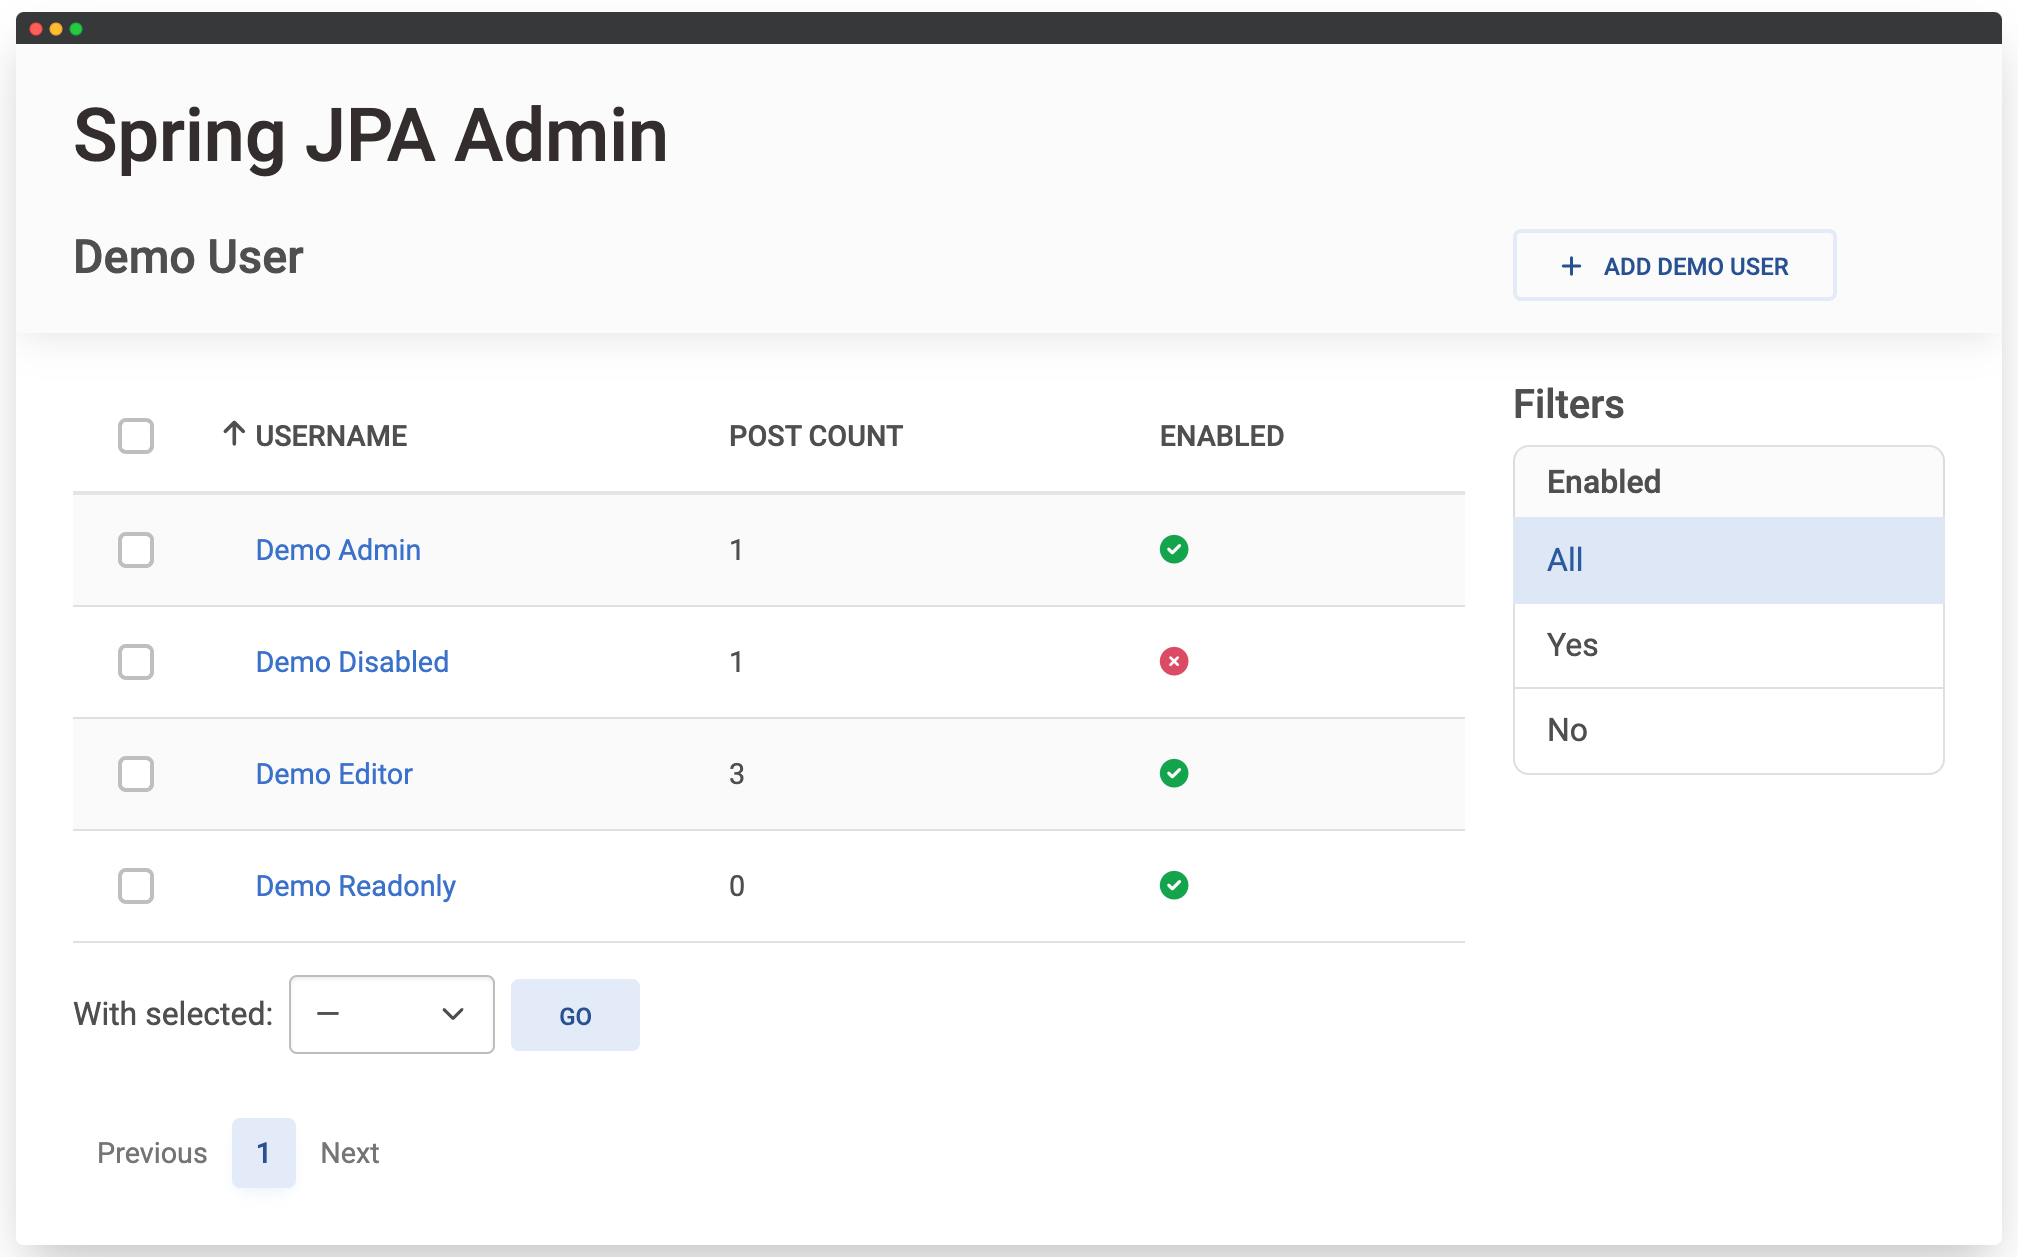 Spring JPA Admin
Demo User
+ ADD DEMO USER
↑ USERNAME POST COUNT ENABLED
Demo Admin 1
Demo Disabled 1
Demo Editor 3
Demo Readonly 0
With selected: — GO
Previous 1 Next
Filters
Enabled
All
Yes
No